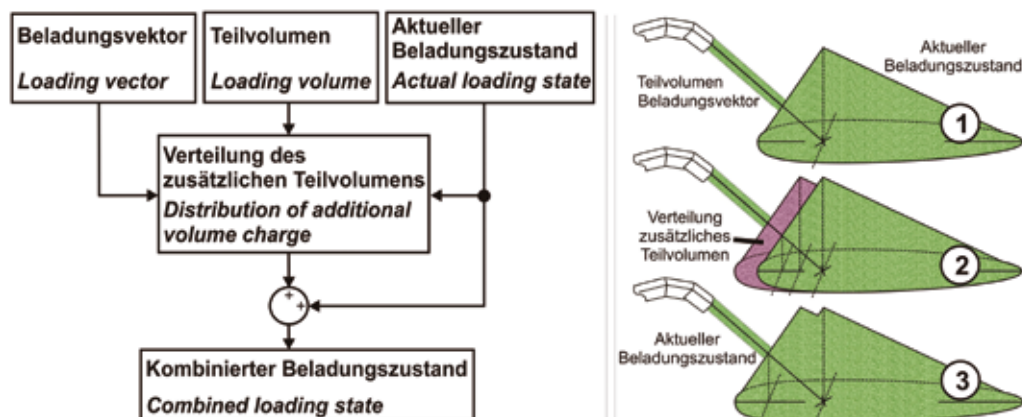 Beladungsvektor
Loading vector
Teilvolumen
Loading volume
Aktueller
Beladungszustand
Actual loading state
Verteilung des
zusätzlichen Teilvolumens
Distribution of additional
volume charge
+
+
Kombinierter Beladungszustand
Combined loading state
Aktueller
Beladungszustand
Teilvolumen
Beladungsvektor
1
Verteilung
zusätzliches
Teilvolumen
2
Aktueller
Beladungszustand
3